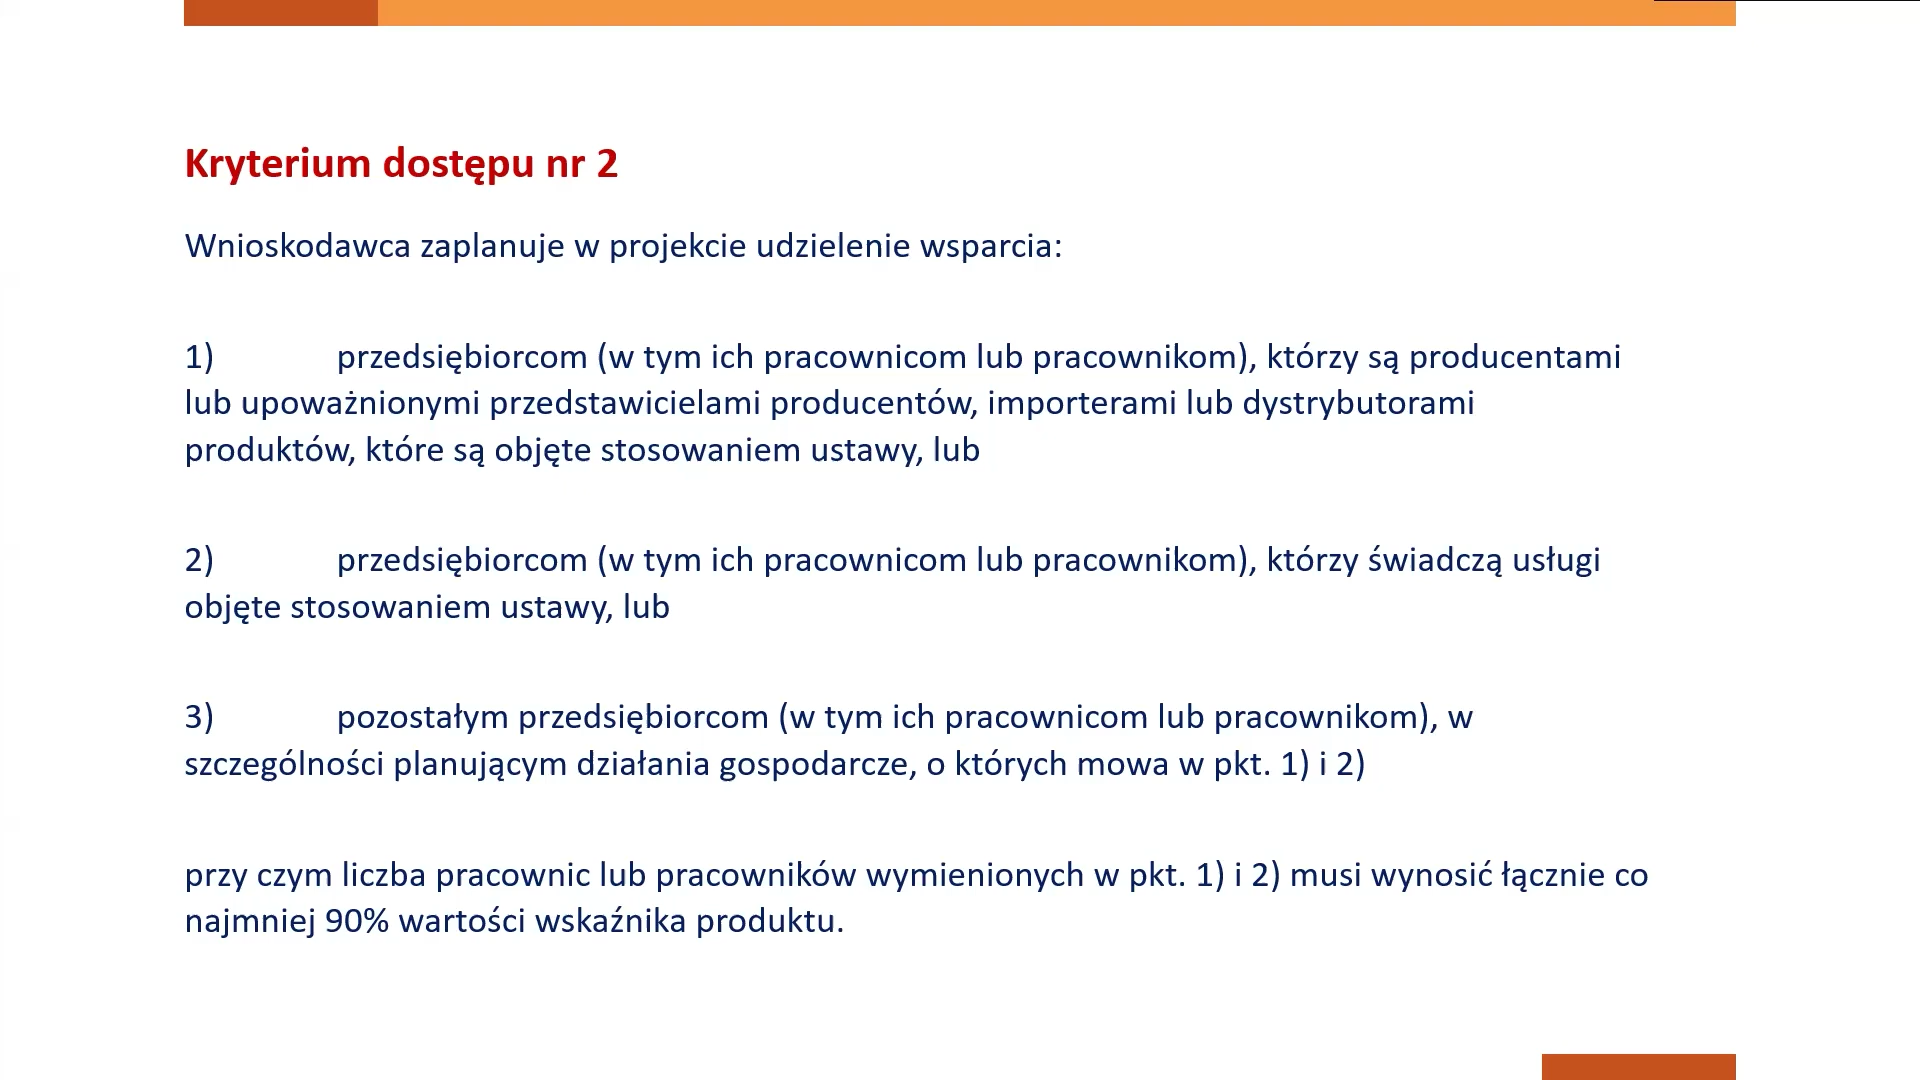 Kryterium dostępu nr 2
Wnioskodawca zaplanuje w projekcie udzielenie wsparcia:
1) przedsiębiorcom (w tym ich pracownicom lub pracownikom), którzy są producentami
lub upoważnionymi przedstawicielami producentów, importerami lub dystrybutorami
produktów, które są objęte stosowaniem ustawy, lub
2) przedsiębiorcom (w tym ich pracownicom lub pracownikom), którzy świadczą usługi
objęte stosowaniem ustawy, lub
3) pozostałym przedsiębiorcom (w tym ich pracownicom lub pracownikom), w
szczególności planującym działania gospodarcze, o których mowa w pkt. 1) i 2)
przy czym liczba pracownic lub pracowników wymienionych w pkt. 1) i 2) musi wynosić łącznie co
najmniej 90% wartości wskaźnika produktu.